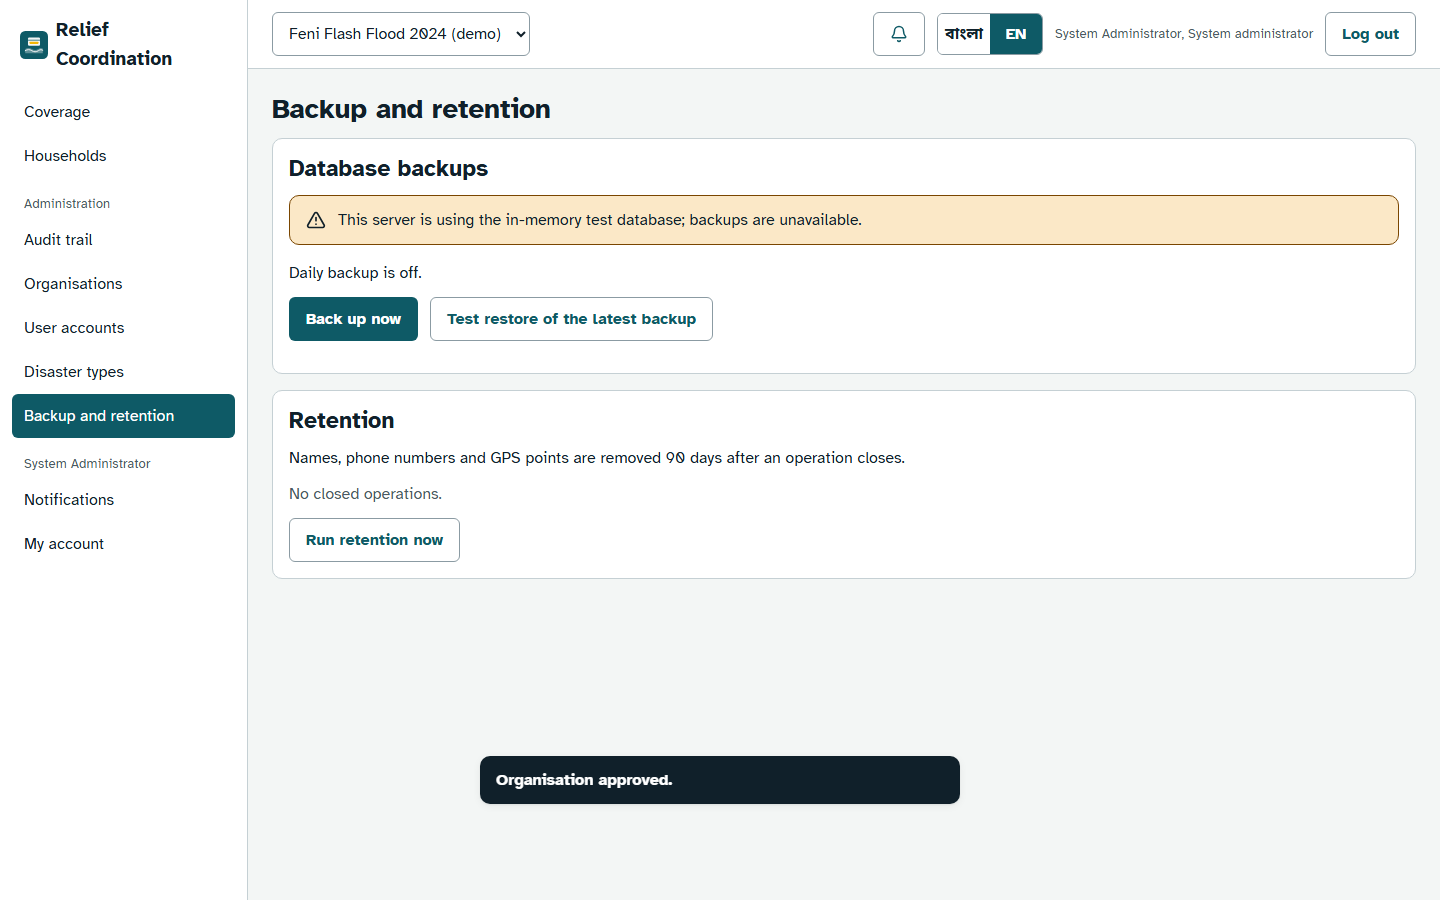 Relief
Coordination
Feni Flash Flood 2024 (demo)
বাংলা
EN
System Administrator, System administrator
Log out
Coverage
Households
Administration
Audit trail
Organisations
User accounts
Disaster types
Backup and retention
System Administrator
Notifications
My account
Backup and retention
Database backups
This server is using the in-memory test database; backups are unavailable.
Daily backup is off.
Back up now
Test restore of the latest backup
Retention
Names, phone numbers and GPS points are removed 90 days after an operation closes.
No closed operations.
Run retention now
Organisation approved.